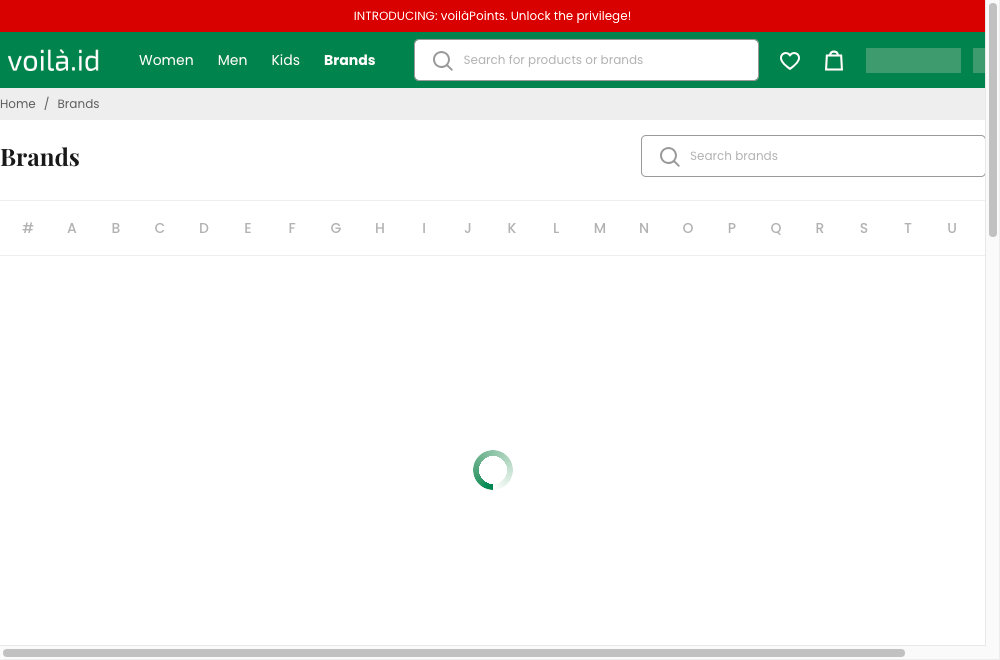 INTRODUCING: voilàPoints. Unlock the privilege!
voilà.id
Women
Men
Kids
Brands
Search for products or brands
Home / Brands
Brands
Search brands
# A B C D E F G H I J K L M N O P Q R S T U